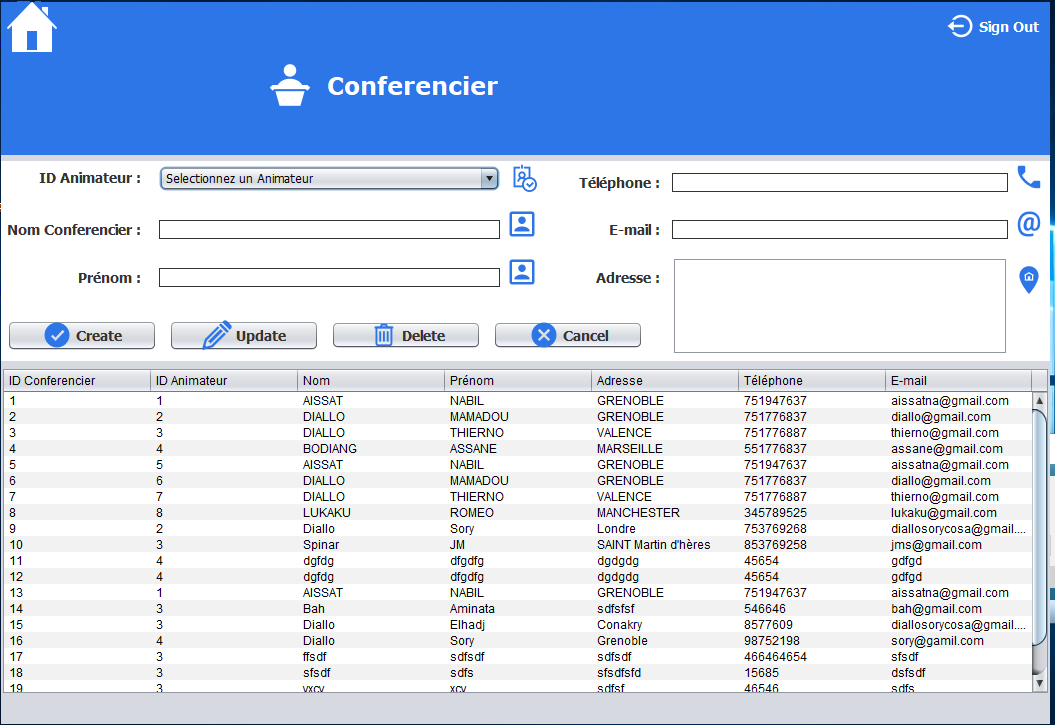 Sign Out
Conferencier
ID Animateur :
Selectionnez un Animateur
Téléphone :
Nom Conferencier :
E-mail :
@
Prénom :
Adresse :
Create
Update
Delete
Cancel
ID Conferencier ID Animateur Nom Prénom Adresse Téléphone E-mail
1 1 AISSAT NABIL GRENOBLE 751947637 aissatna@gmail.com
2 2 DIALLO MAMADOU GRENOBLE 751776837 diallo@gmail.com
3 3 DIALLO THIERNO VALENCE 751776887 thierno@gmail.com
4 4 BODIANG ASSANE MARSEILLE 551776837 assane@gmail.com
5 5 AISSAT NABIL GRENOBLE 751947637 aissatna@gmail.com
6 6 DIALLO MAMADOU GRENOBLE 751776837 diallo@gmail.com
7 7 DIALLO THIERNO VALENCE 751776887 thierno@gmail.com
8 8 LUKAKU ROMEO MANCHESTER 345789525 lukaku@gmail.com
9 2 Diallo Sory Londre 753769268 diallosorycosa@gmail....
10 3 Spinar JM SAINT Martin d'hères 853769258 jms@gmail.com
11 4 dgfdg dfgdfg dgdgdg 45654 gdfgd
12 4 dgfdg dfgdfg dgdgdg 45654 gdfgd
13 1 AISSAT NABIL GRENOBLE 751947637 aissatna@gmail.com
14 3 Bah Aminata sdfsfsf 546646 bah@gmail.com
15 3 Diallo Elhadj Conakry 8577609 diallosorycosa@gmail....
16 4 Diallo Sory Grenoble 98752198 sory@gamil.com
17 3 ffsdf sdfsdf sdfsdf 466464654 sfsdf
18 3 sfsdf sdfs sfsdfsfd 15685 dsfsdf
19 3 vxcv xcv sdfsf 46546 sdfs